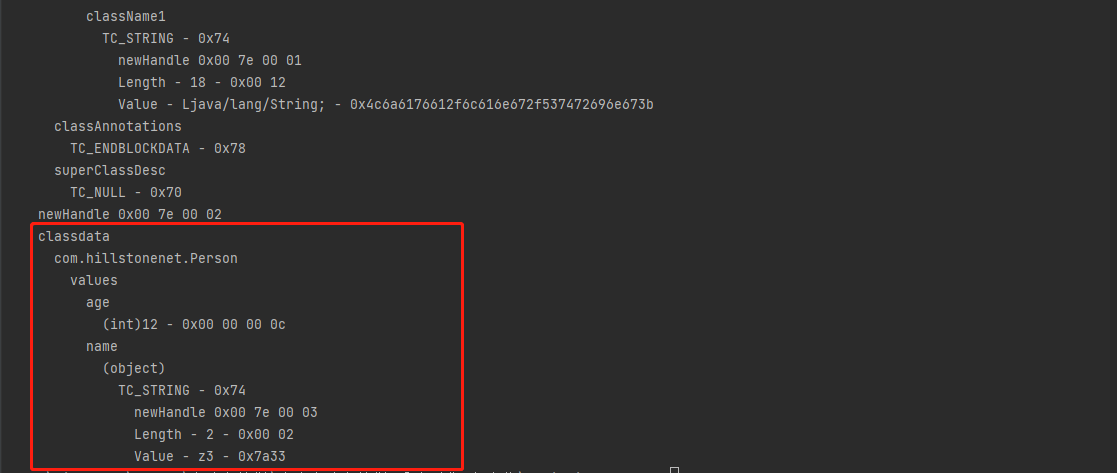 className1
TC_STRING - 0x74
newHandle 0x00 7e 00 01
Length - 18 - 0x00 12
Value - Ljava/lang/String; - 0x4c6a6176612f6c616e672f537472696e673b
classAnnotations
TC_ENDBLOCKDATA - 0x78
superClassDesc
TC_NULL - 0x70
newHandle 0x00 7e 00 02
classdata
com.hillstonenet.Person
values
age
(int)12 - 0x00 00 00 0c
name
(object)
TC_STRING - 0x74
newHandle 0x00 7e 00 03
Length - 2 - 0x00 02
Value - z3 - 0x7a33